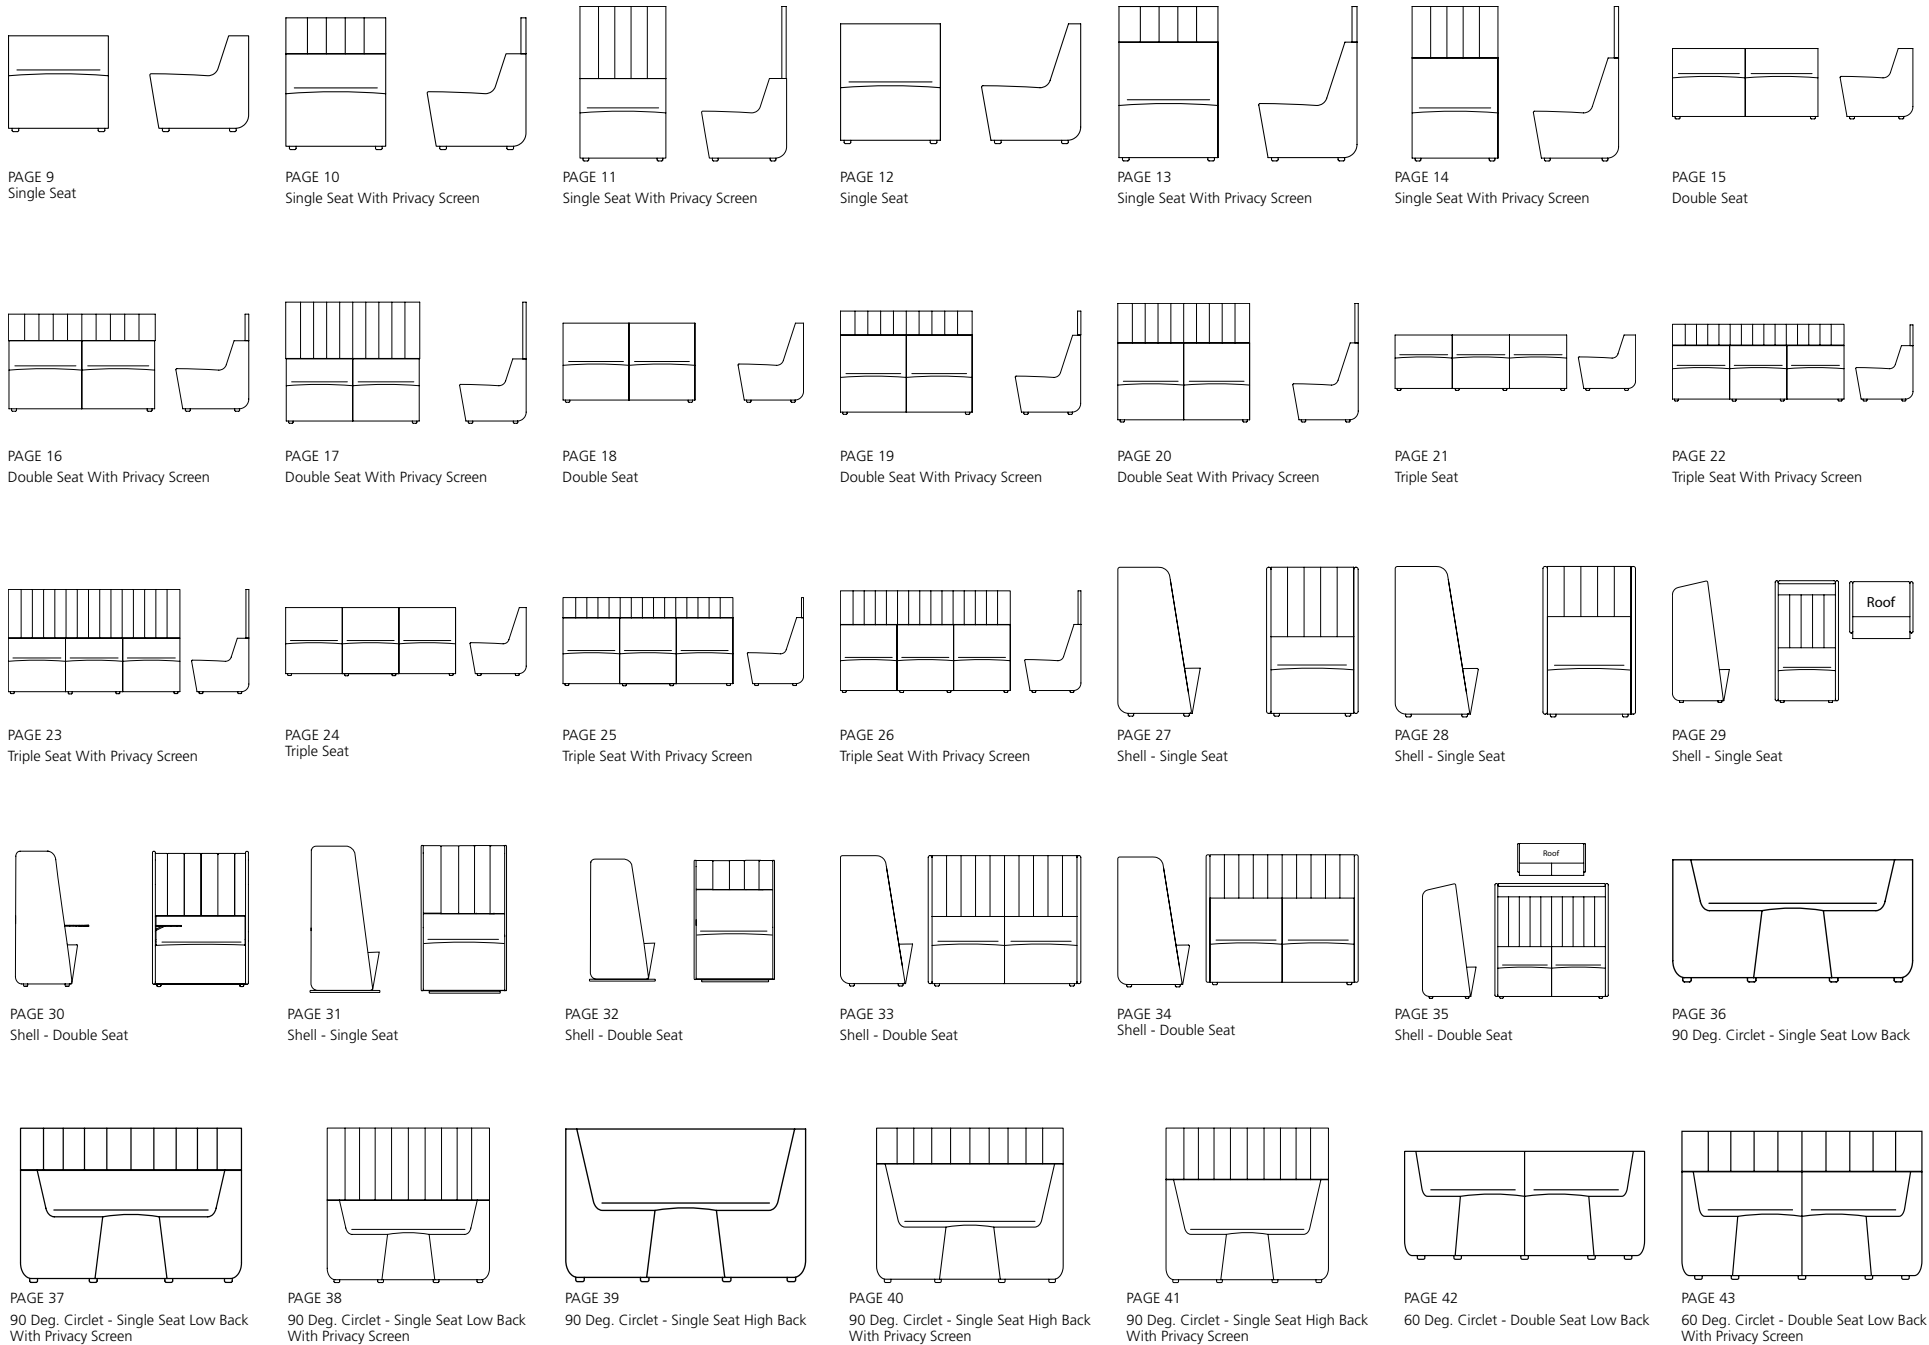 PAGE 9
Single Seat
PAGE 10
Single Seat With Privacy Screen
PAGE 11
Single Seat With Privacy Screen
PAGE 12
Single Seat
PAGE 13
Single Seat With Privacy Screen
PAGE 14
Single Seat With Privacy Screen
PAGE 15
Double Seat
PAGE 16
Double Seat With Privacy Screen
PAGE 17
Double Seat With Privacy Screen
PAGE 18
Double Seat
PAGE 19
Double Seat With Privacy Screen
PAGE 20
Double Seat With Privacy Screen
PAGE 21
Triple Seat
PAGE 22
Triple Seat With Privacy Screen
PAGE 23
Triple Seat With Privacy Screen
PAGE 24
Triple Seat
PAGE 25
Triple Seat With Privacy Screen
PAGE 26
Triple Seat With Privacy Screen
PAGE 27
Shell - Single Seat
PAGE 28
Shell - Single Seat
Roof
PAGE 29
Shell - Single Seat
PAGE 30
Shell - Double Seat
PAGE 31
Shell - Single Seat
PAGE 32
Shell - Double Seat
PAGE 33
Shell - Double Seat
PAGE 34
Shell - Double Seat
Roof
PAGE 35
Shell - Double Seat
PAGE 36
90 Deg. Circlet - Single Seat Low Back
PAGE 37
90 Deg. Circlet - Single Seat Low Back
With Privacy Screen
PAGE 38
90 Deg. Circlet - Single Seat Low Back
With Privacy Screen
PAGE 39
90 Deg. Circlet - Single Seat High Back
PAGE 40
90 Deg. Circlet - Single Seat High Back
With Privacy Screen
PAGE 41
90 Deg. Circlet - Single Seat High Back
With Privacy Screen
PAGE 42
60 Deg. Circlet - Double Seat Low Back
PAGE 43
60 Deg. Circlet - Double Seat Low Back
With Privacy Screen